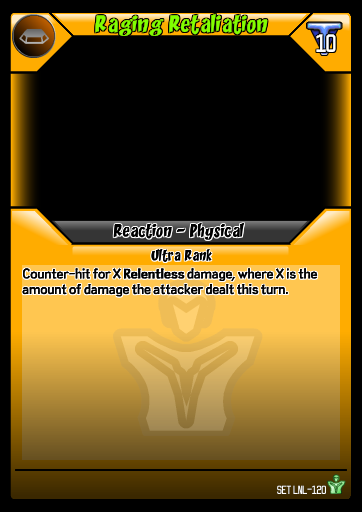 Raging Retaliation
10
Reaction - Physical
Ultra Rank
Counter-hit for X Relentless damage, where X is the
amount of damage the attacker dealt this turn.
SET LNL-120